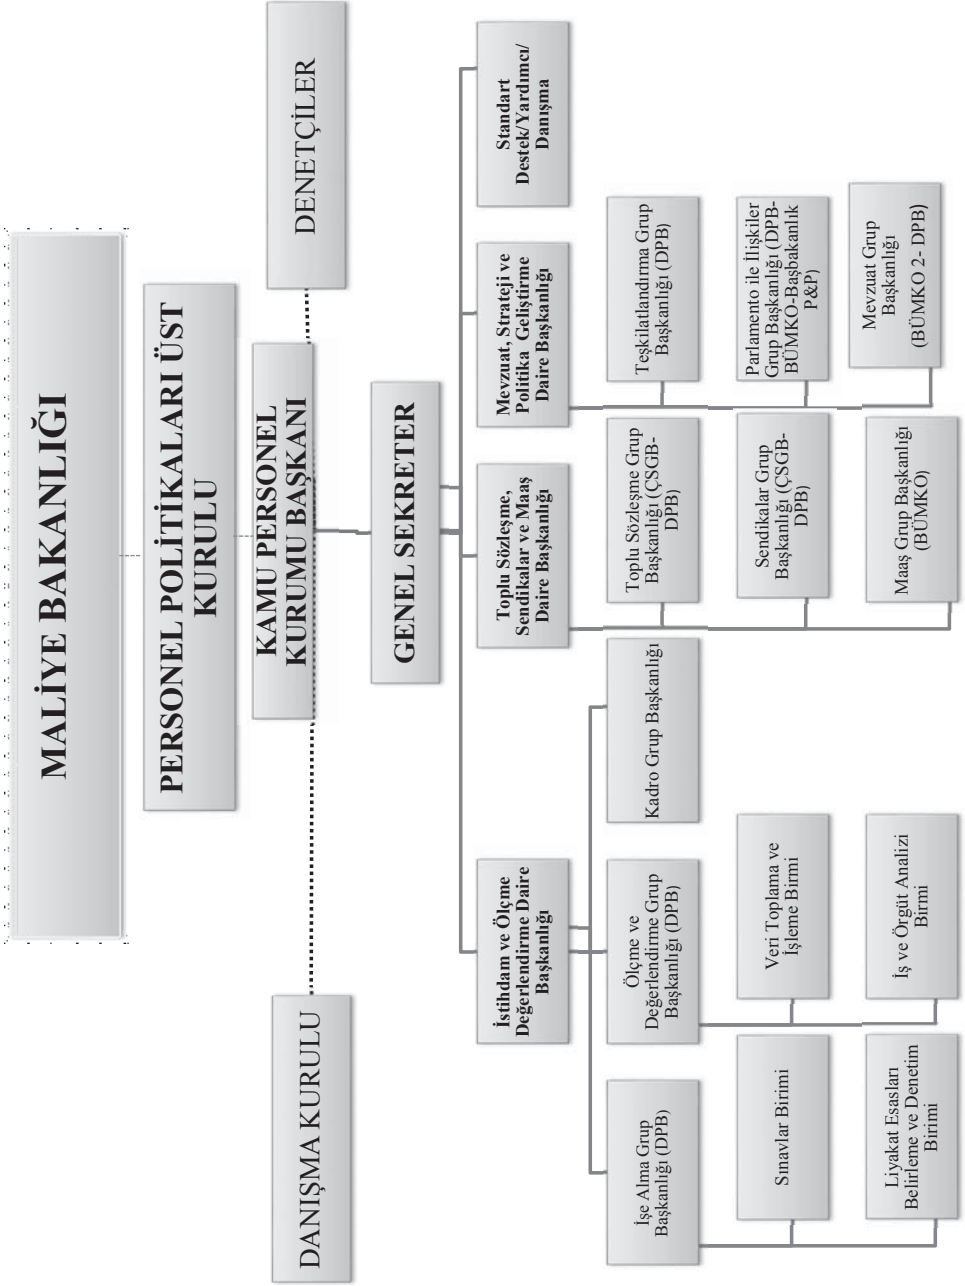 MALİYE BAKANLIĞI
PERSONEL POLİTİKALARI ÜST
KURULU
KAMU PERSONEL
KURUMU BAŞKANI
DANIŞMA KURULU
DENETÇİLER
GENEL SEKRETER
İstihdam ve Ölçme
Değerlendirme Daire
Başkanlığı
Toplu Sözleşme,
Sendikalar ve Maaş
Daire Başkanlığı
Mevzuat, Strateji ve
Politika Geliştirme
Daire Başkanlığı
Standart
Destek/Yardımcı/
Danışma
İşe Alma Grup
Başkanlığı (DPB)
Sınavlar Birimi
Liyakat Esasları
Belirleme ve Denetim
Birimi
Ölçme ve
Değerlendirme Grup
Başkanlığı (DPB)
Veri Toplama ve
İşleme Birmi
İş ve Örgüt Analizi
Birmi
Kadro Grup Başkanlığı
Toplu Sözleşme Grup
Başkanlığı (ÇSGB-
DPB)
Sendikalar Grup
Başkanlığı (ÇSGB-
DPB)
Maaş Grup Başkanlığı
(BÜMKO)
Teşkilatlandırma Grup
Başkanlığı (DPB)
Parlamento ile İlişkiler
Grup Başkanlığı (DPB-
BÜMKO-Başbakanlık
P&P)
Mevzuat Grup
Başkanlığı
(BÜMKO 2- DPB)